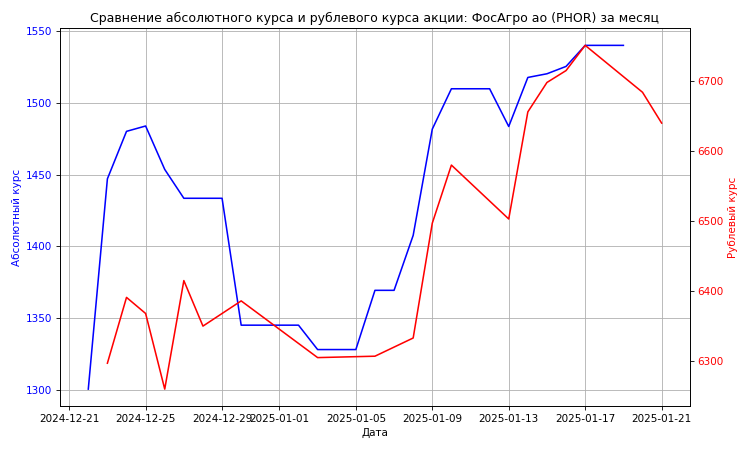 Сравнение абсолютного курса и рублевого курса акции: ФосАгро ао (PHOR) за месяц
1550
1500
1450
1400
1350
1300
Абсолютный курс
6700
6600
6500
6400
6300
Рублевый курс
2024-12-21 2024-12-25 2024-12-29 2025-01-01 2025-01-05 2025-01-09 2025-01-13 2025-01-17 2025-01-21
Дата